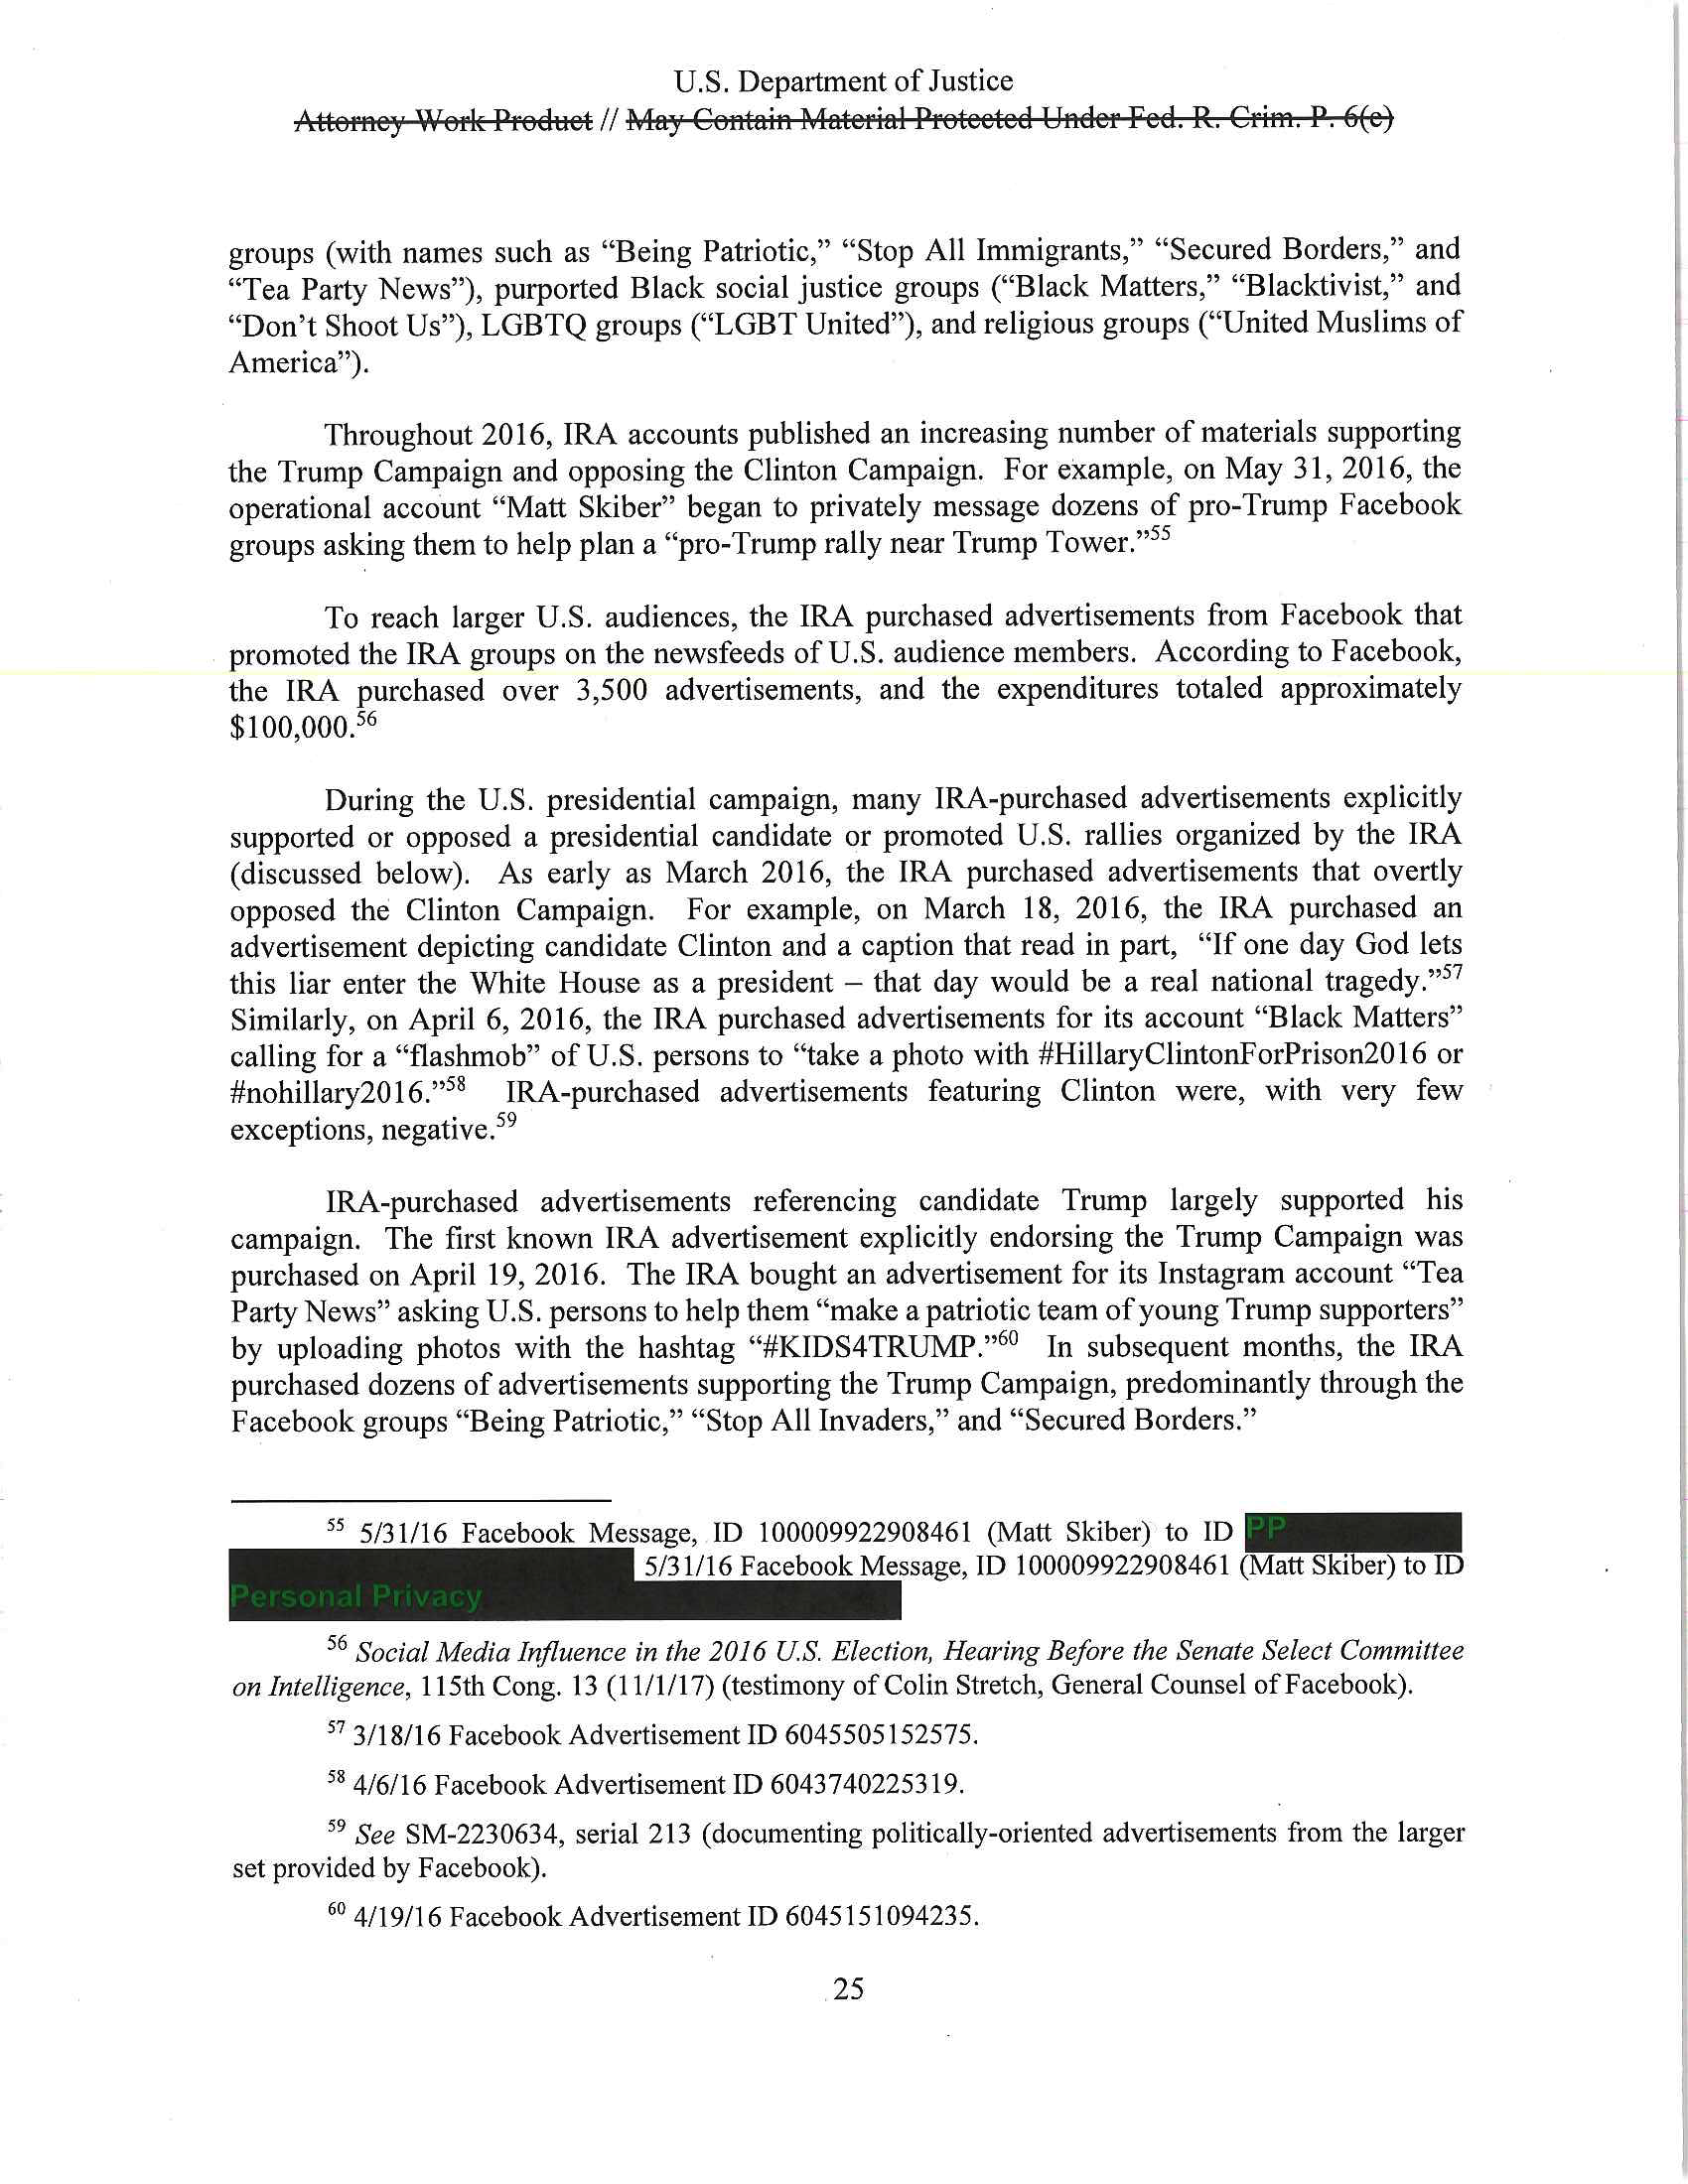 U.S. Department of Justice
Attorney Work Product // May Contain Material Protected Under Fed. R. Crim. P. 6(e)
groups (with names such as “Being Patriotic,” “Stop All Immigrants,” “Secured Borders,” and
“Tea Party News”), purported Black social justice groups (“Black Matters,” “Blacktivist,” and
“Don’t Shoot Us”), LGBTQ groups (“LGBT United”), and religious groups (“United Muslims of
America”).
Throughout 2016, IRA accounts published an increasing number of materials supporting
the Trump Campaign and opposing the Clinton Campaign. For example, on May 31, 2016, the
operational account “Matt Skiber” began to privately message dozens of pro-Trump Facebook
groups asking them to help plan a “pro-Trump rally near Trump Tower.”55
To reach larger U.S. audiences, the IRA purchased advertisements from Facebook that
promoted the IRA groups on the newsfeeds of U.S. audience members. According to Facebook,
the IRA purchased over 3,500 advertisements, and the expenditures totaled approximately
$100,000.56
During the U.S. presidential campaign, many IRA-purchased advertisements explicitly
supported or opposed a presidential candidate or promoted U.S. rallies organized by the IRA
(discussed below). As early as March 2016, the IRA purchased advertisements that overtly
opposed the Clinton Campaign. For example, on March 18, 2016, the IRA purchased an
advertisement depicting candidate Clinton and a caption that read in part, “If one day God lets
this liar enter the White House as a president – that day would be a real national tragedy.”57
Similarly, on April 6, 2016, the IRA purchased advertisements for its account “Black Matters”
calling for a “flashmob” of U.S. persons to “take a photo with #HillaryClintonForPrison2016 or
#nohillary2016.”58 IRA-purchased advertisements featuring Clinton were, with very few
exceptions, negative.59
IRA-purchased advertisements referencing candidate Trump largely supported his
campaign. The first known IRA advertisement explicitly endorsing the Trump Campaign was
purchased on April 19, 2016. The IRA bought an advertisement for its Instagram account “Tea
Party News” asking U.S. persons to help them “make a patriotic team of young Trump supporters”
by uploading photos with the hashtag “#KIDS4TRUMP.”60 In subsequent months, the IRA
purchased dozens of advertisements supporting the Trump Campaign, predominantly through the
Facebook groups “Being Patriotic,” “Stop All Invaders,” and “Secured Borders.”
55 5/31/16 Facebook Message, ID 100009922908461 (Matt Skiber) to ID PP
5/31/16 Facebook Message, ID 100009922908461 (Matt Skiber) to ID
Personal Privacy
56 Social Media Influence in the 2016 U.S. Election, Hearing Before the Senate Select Committee
on Intelligence, 115th Cong. 13 (11/1/17) (testimony of Colin Stretch, General Counsel of Facebook).
57 3/18/16 Facebook Advertisement ID 6045505152575.
58 4/6/16 Facebook Advertisement ID 6043740225319.
59 See SM-2230634, serial 213 (documenting politically-oriented advertisements from the larger
set provided by Facebook).
60 4/19/16 Facebook Advertisement ID 6045151094235.
25